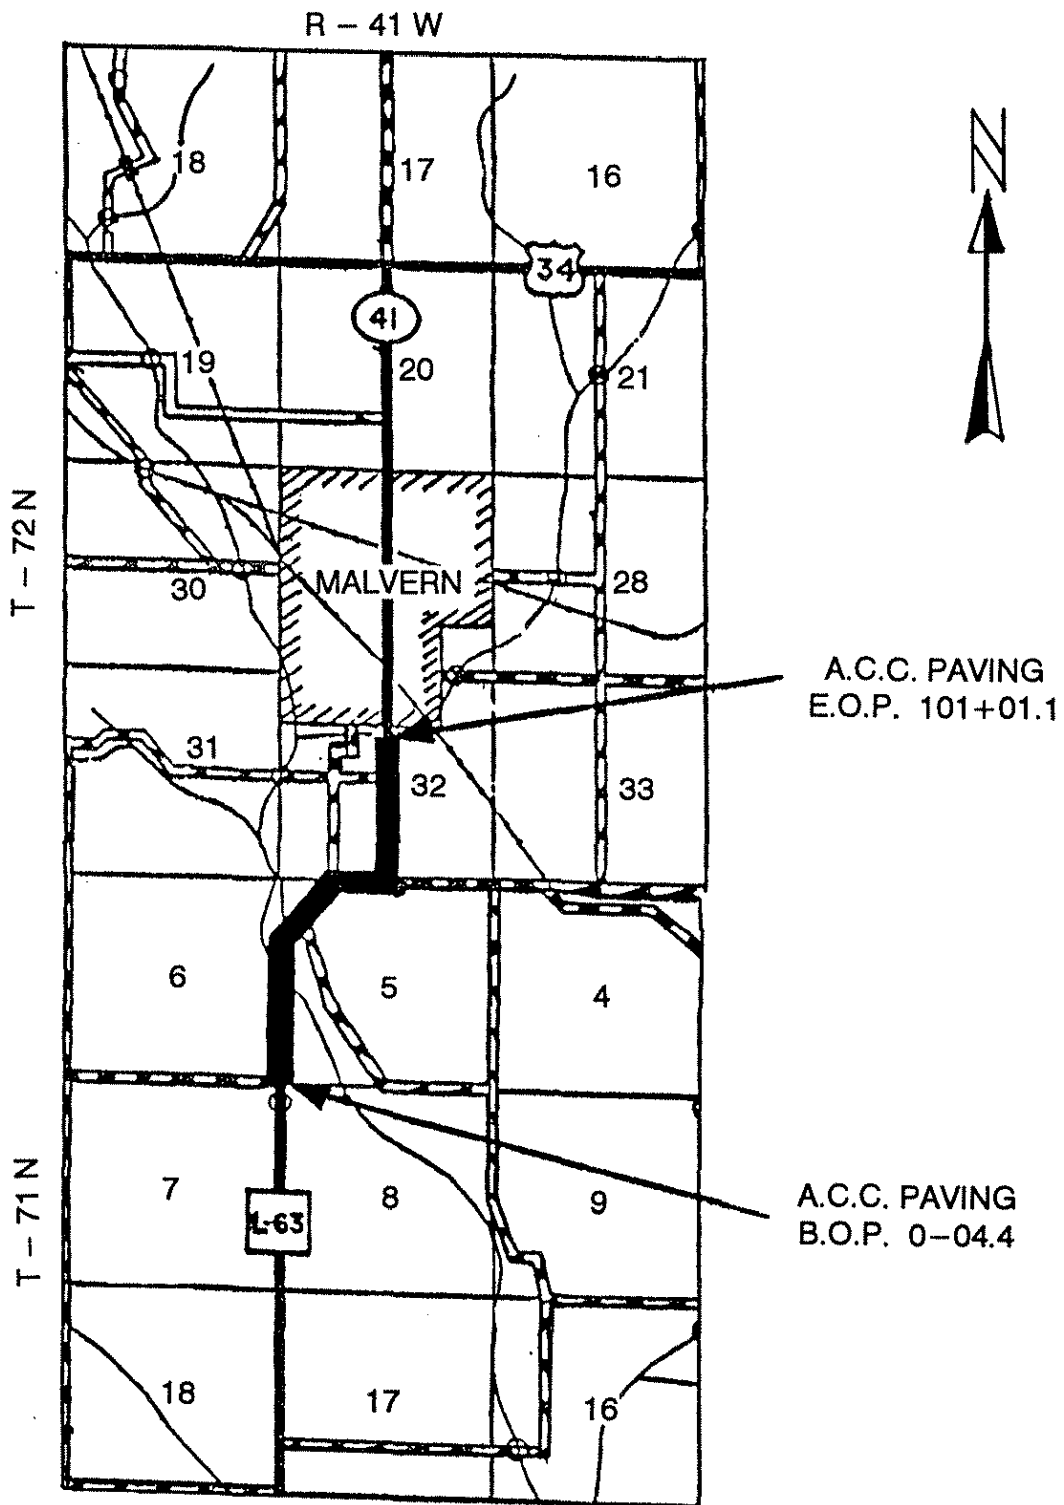 R – 41 W
N
18
17
16
34
41
19
20
21
T – 72 N
MALVERN
30
28
A.C.C. PAVING
E.O.P. 101+01.1
31
32
33
6
5
4
T – 71 N
7
8
9
L-63
A.C.C. PAVING
B.O.P. 0–04.4
18
17
16